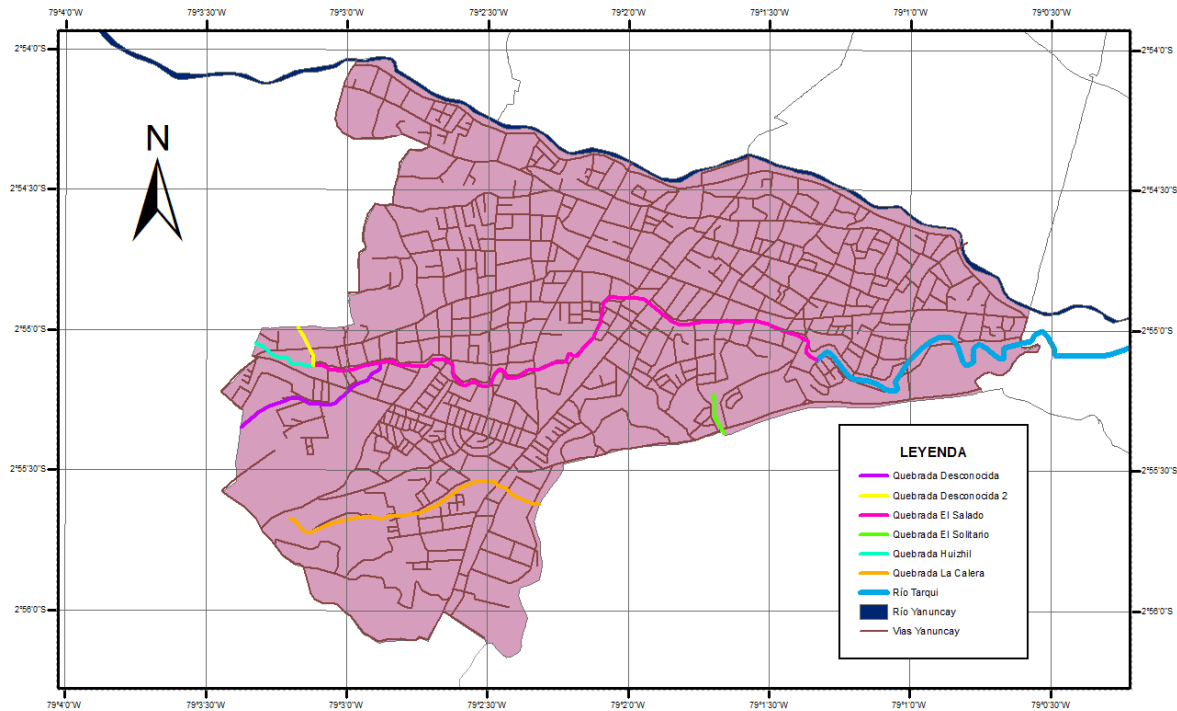 79°4'0"W 79°3'30"W 79°3'0"W 79°2'30"W 79°2'0"W 79°1'30"W 79°1'0"W 79°0'30"W
2°54'0"S 2°54'0"S
N
2°54'30"S 2°54'30"S
2°55'0"S 2°55'0"S
2°55'30"S 2°55'30"S
2°56'0"S 2°56'0"S
LEYENDA
Quebrada Desconocida
Quebrada Desconocida 2
Quebrada El Salado
Quebrada El Solitario
Quebrada Huizhil
Quebrada La Calera
Río Tarqui
Río Yanuncay
Vias Yanuncay
79°4'0"W 79°3'30"W 79°3'0"W 79°2'30"W 79°2'0"W 79°1'30"W 79°1'0"W 79°0'30"W